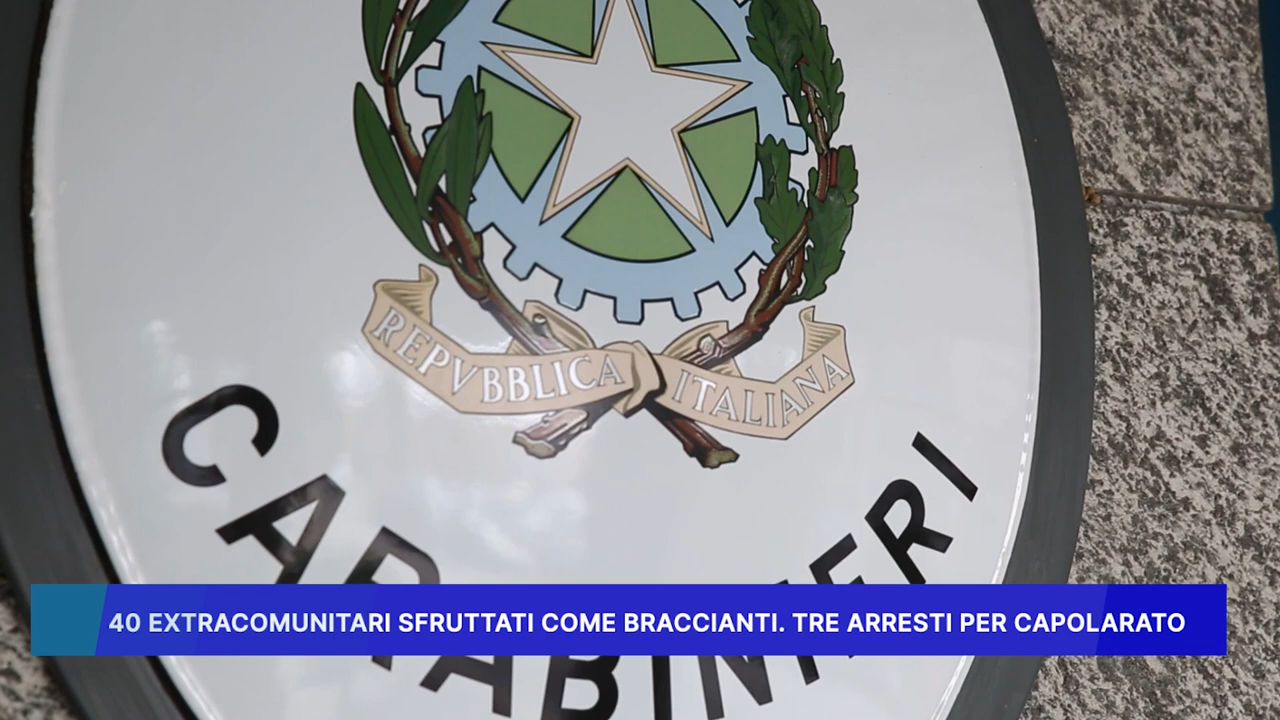 REPVBBLICA ITALIANA
CARABINIERI
40 EXTRACOMUNITARI SFRUTTATI COME BRACCIANTI. TRE ARRESTI PER CAPOLARATO